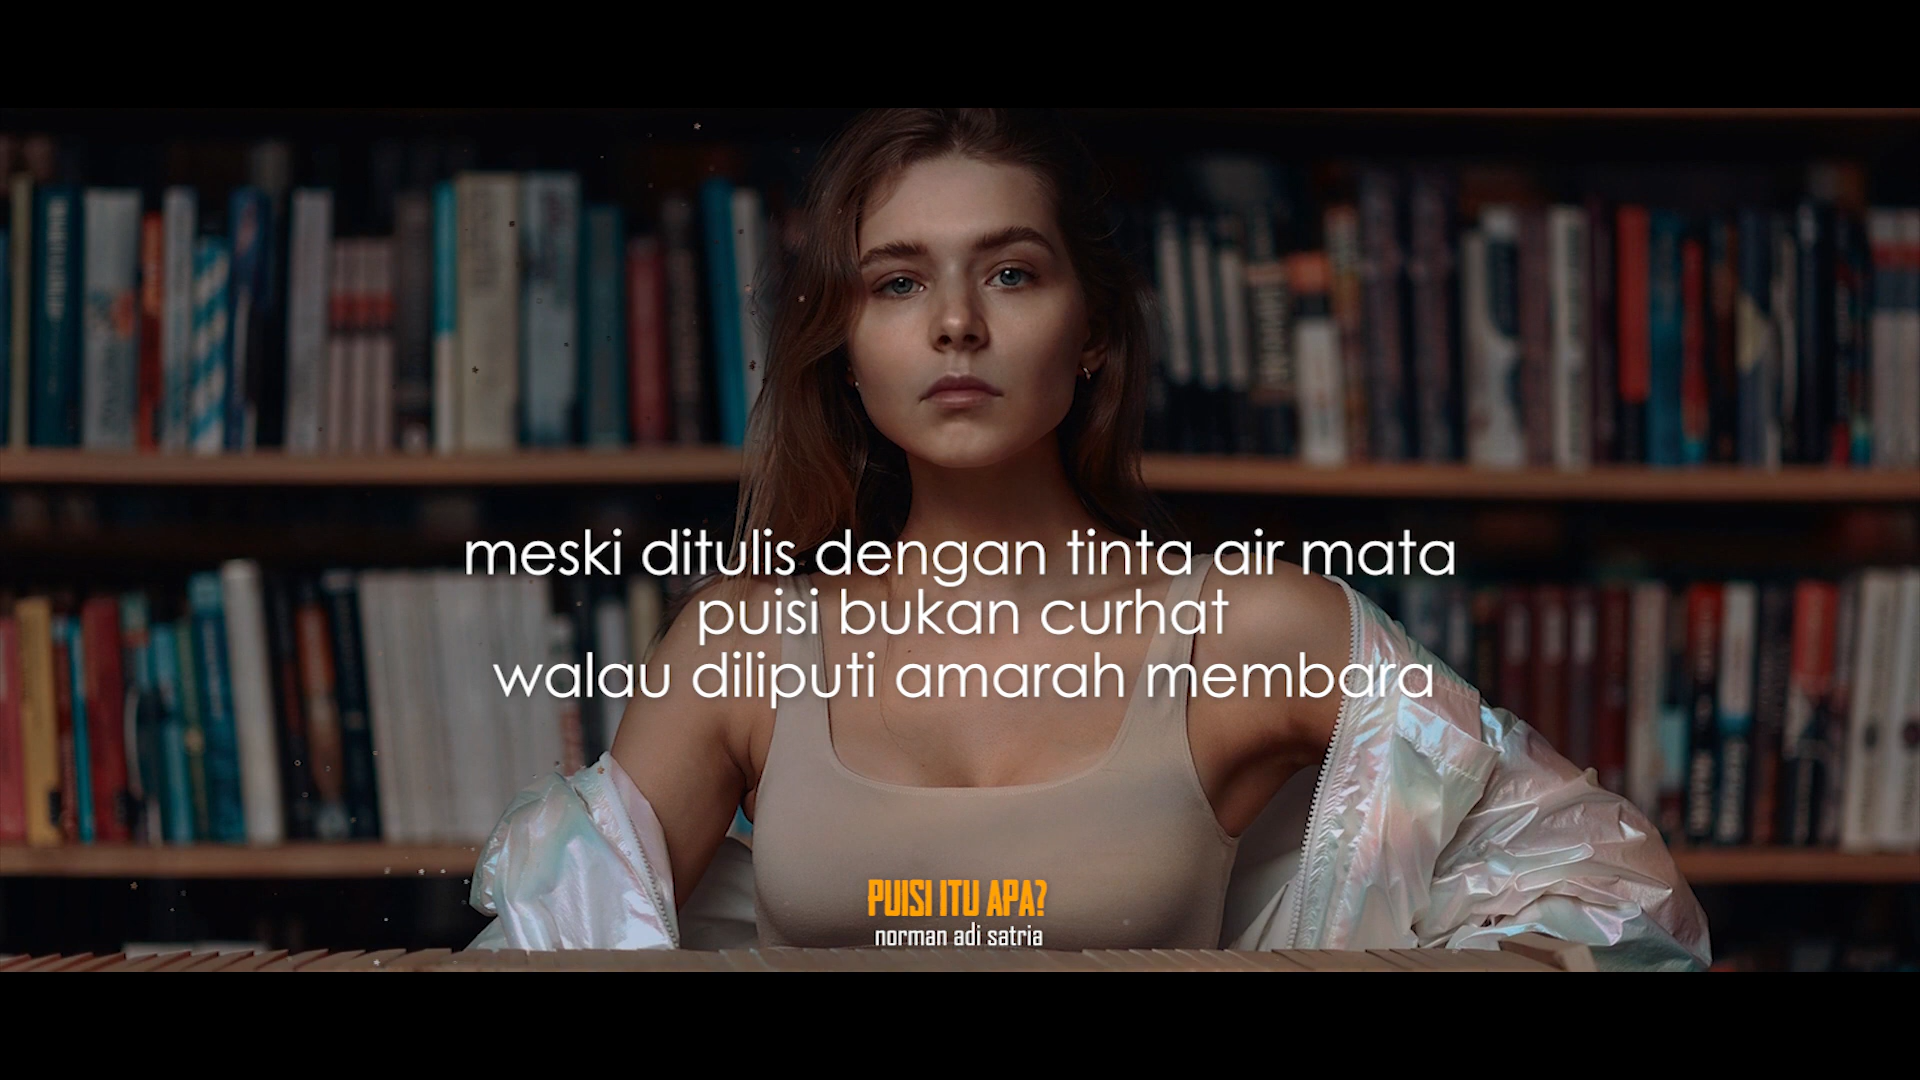 meski ditulis dengan tinta air mata
puisi bukan curhat
walau diliputi amarah membara
PUISI ITU APA?
norman adi satria